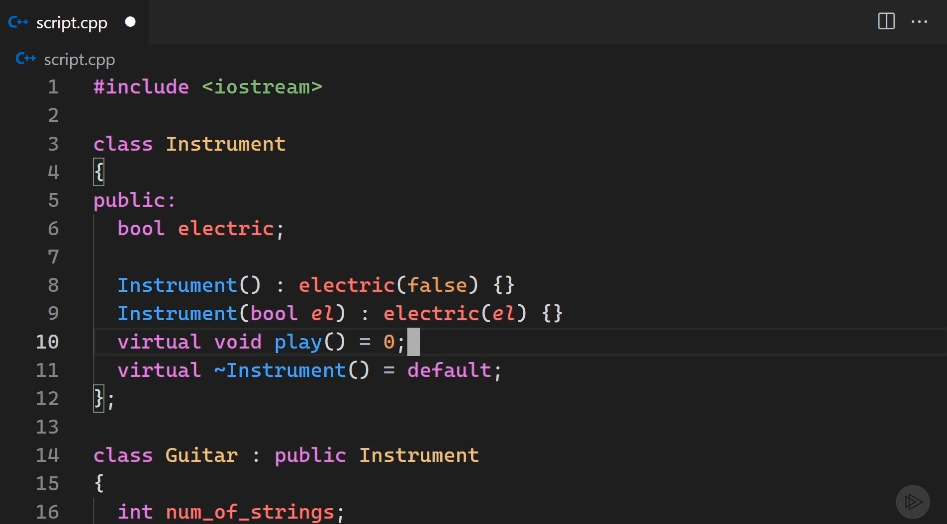 script.cpp
script.cpp
1 #include <iostream>
2
3 class Instrument
4 {
5 public:
6   bool electric;
7
8   Instrument() : electric(false) {}
9   Instrument(bool el) : electric(el) {}
10   virtual void play() = 0;
11   virtual ~Instrument() = default;
12 };
13
14 class Guitar : public Instrument
15 {
16   int num_of_strings;